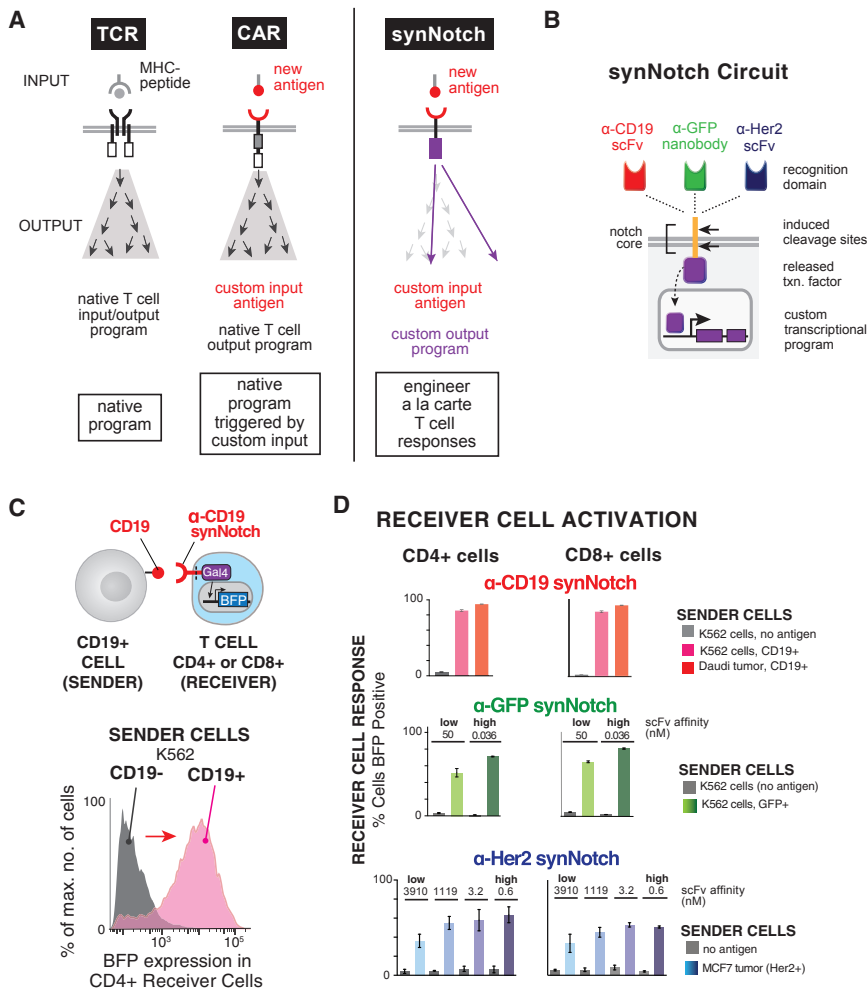 A
TCR
CAR
synNotch
INPUT
MHC-
peptide
new
antigen
new
antigen
OUTPUT
native T cell
input/output
program
custom input
antigen
native T cell
output program
custom input
antigen
custom output
program
native
program
native
program
triggered by
custom input
engineer
a la carte
T cell
responses
B
synNotch Circuit
α-CD19
scFv
α-GFP
nanobody
α-Her2
scFv
recognition
domain
notch
core
induced
cleavage sites
released
txn. factor
custom
transcriptional
program
C
CD19
α-CD19
synNotch
Gal4
BFP
CD19+
CELL
(SENDER)
T CELL
CD4+ or CD8+
(RECEIVER)
SENDER CELLS
K562
CD19-
CD19+
% of max. no. of cells
100
0
10³
10⁵
BFP expression in
CD4+ Receiver Cells
D
RECEIVER CELL ACTIVATION
CD4+ cells
CD8+ cells
RECEIVER CELL RESPONSE
% Cells BFP Positive
α-CD19 synNotch
100
0
SENDER CELLS
K562 cells, no antigen
K562 cells, CD19+
Daudi tumor, CD19+
α-GFP synNotch
low
high
low
high
scFv affinity
(nM)
50
0.036
50
0.036
100
0
SENDER CELLS
K562 cells (no antigen)
K562 cells, GFP+
α-Her2 synNotch
low
high
low
high
3910
1119
3.2
0.6
3910
1119
3.2
0.6
scFv affinity
(nM)
100
0
SENDER CELLS
no antigen
MCF7 tumor (Her2+)